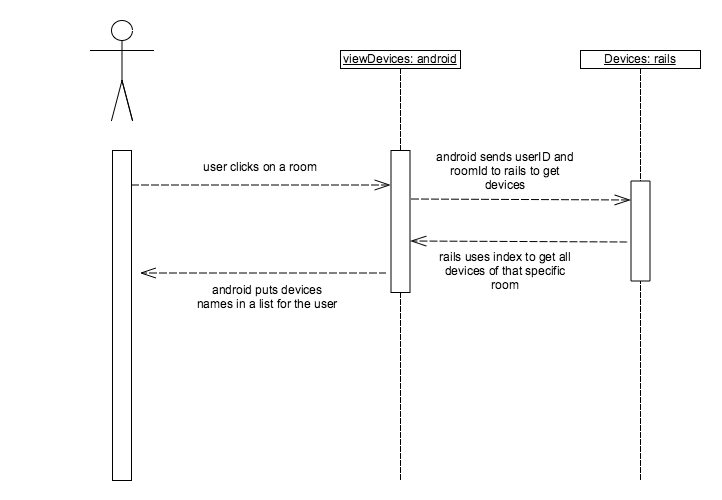 viewDevices: android
Devices: rails
user clicks on a room
android sends userID and
roomId to rails to get
devices
rails uses index to get all
devices of that specific
room
android puts devices
names in a list for the user